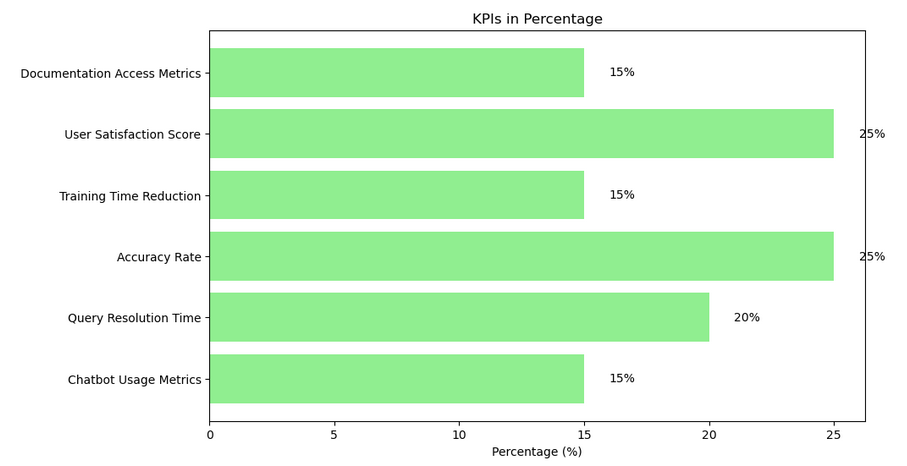 KPIs in Percentage
Documentation Access Metrics 15%
User Satisfaction Score 25%
Training Time Reduction 15%
Accuracy Rate 25%
Query Resolution Time 20%
Chatbot Usage Metrics 15%
0 5 10 15 20 25
Percentage (%)